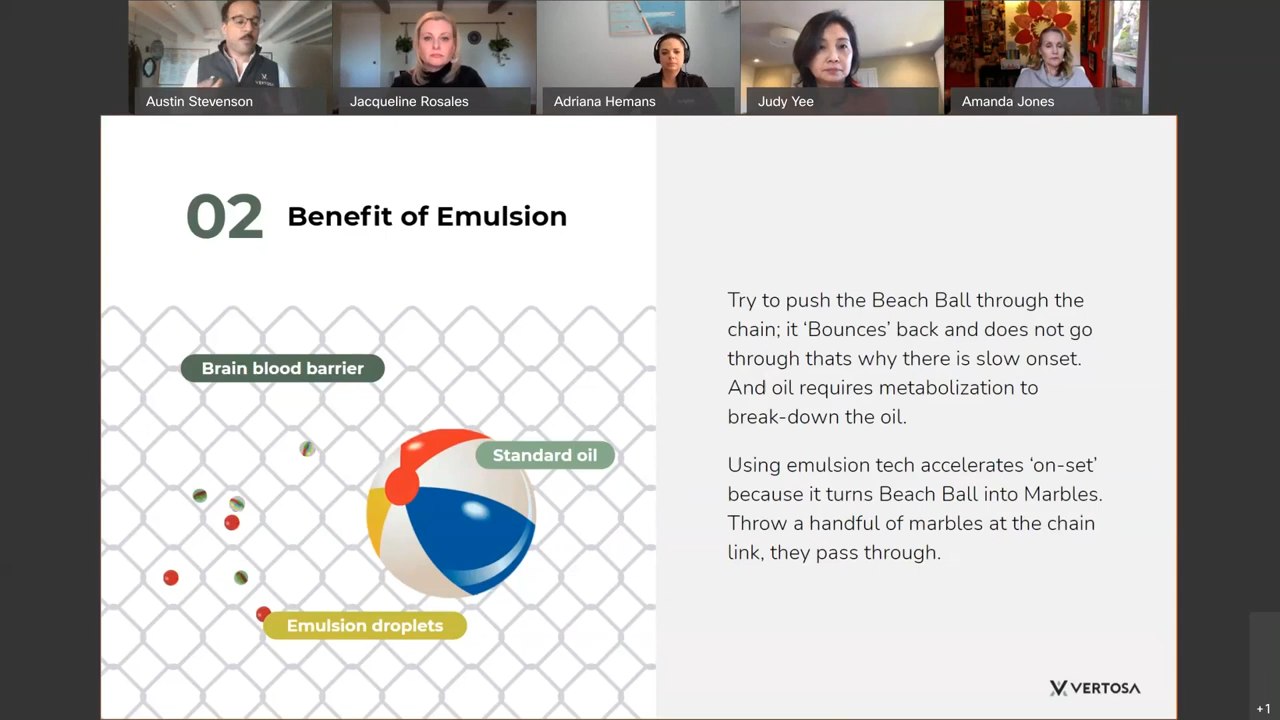 VERTOSA
Austin Stevenson
Jacqueline Rosales
Adriana Hemans
Judy Yee
Amanda Jones
02 Benefit of Emulsion
Brain blood barrier
Standard oil
Emulsion droplets
Try to push the Beach Ball through the
chain; it ‘Bounces’ back and does not go
through thats why there is slow onset.
And oil requires metabolization to
break-down the oil.
Using emulsion tech accelerates ‘on-set’
because it turns Beach Ball into Marbles.
Throw a handful of marbles at the chain
link, they pass through.
VERTOSA
+1